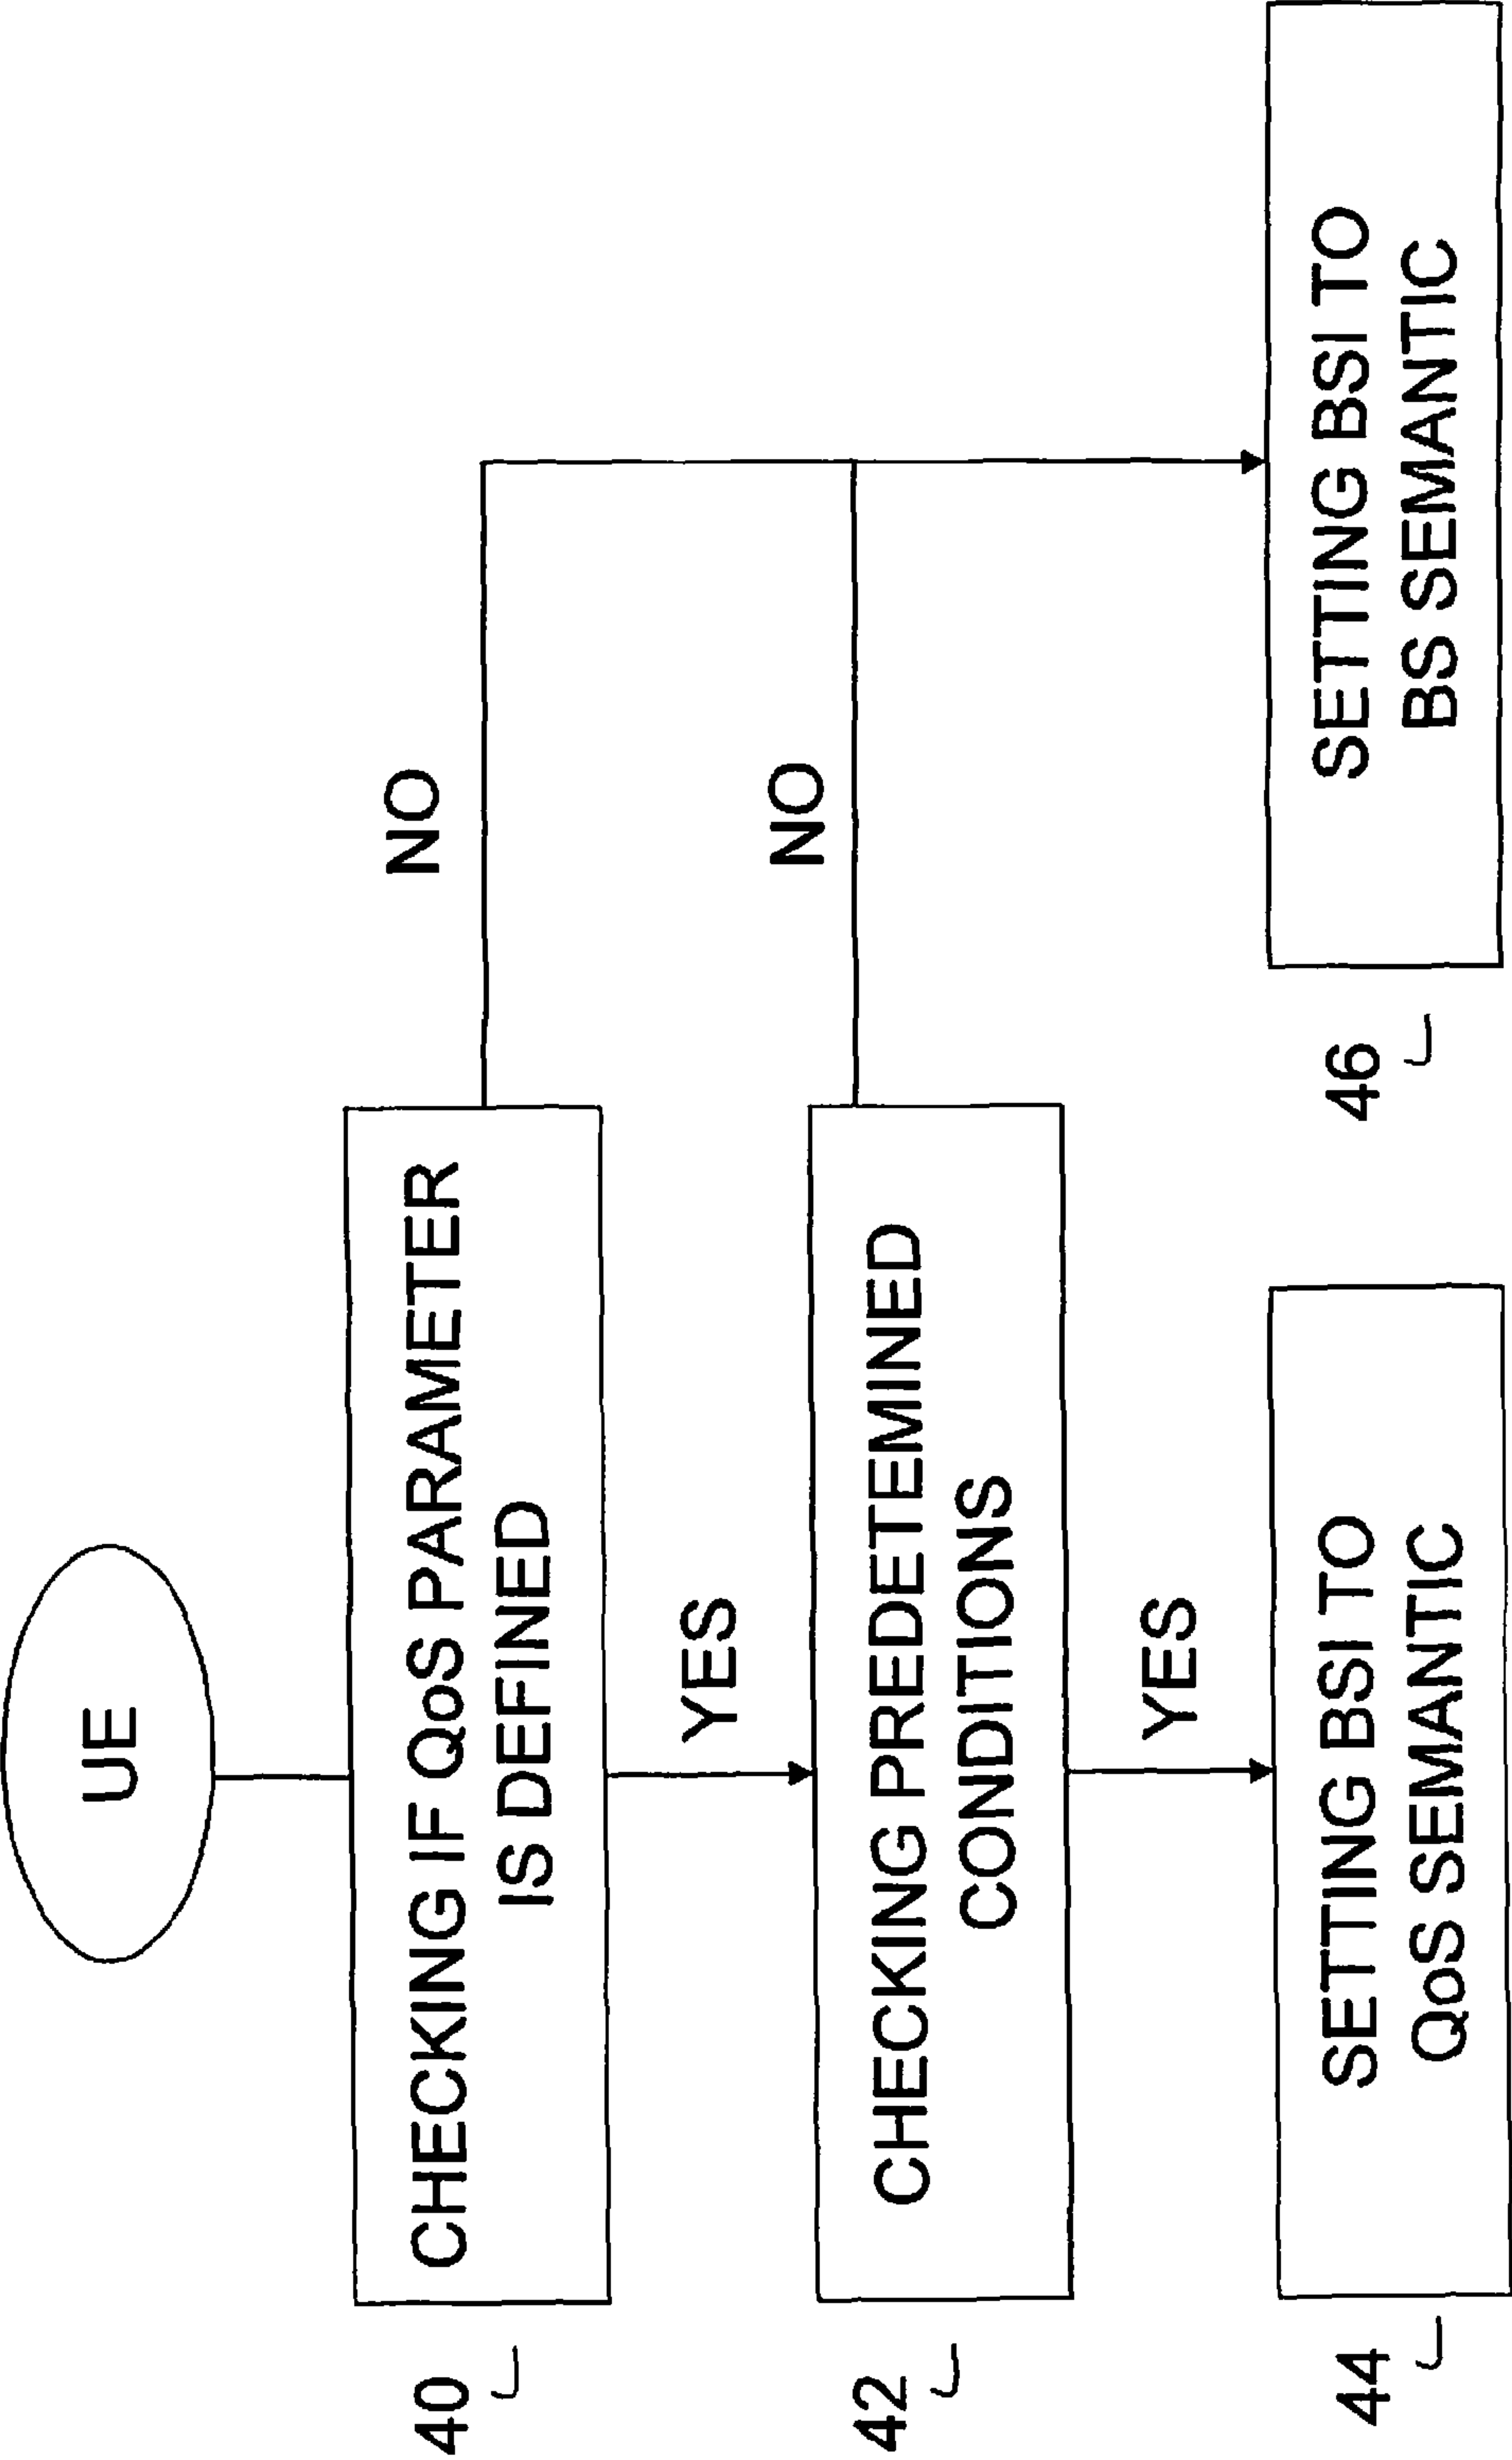 UE
40
CHECKING IF QoS PARAMETER
IS DEFINED
NO
YES
42
CHECKING PREDETEMINED
CONDITIONS
NO
YES
44
SETTING BSI TO
QoS SEMANTIC
46
SETTING BSI TO
BS SEMANTIC